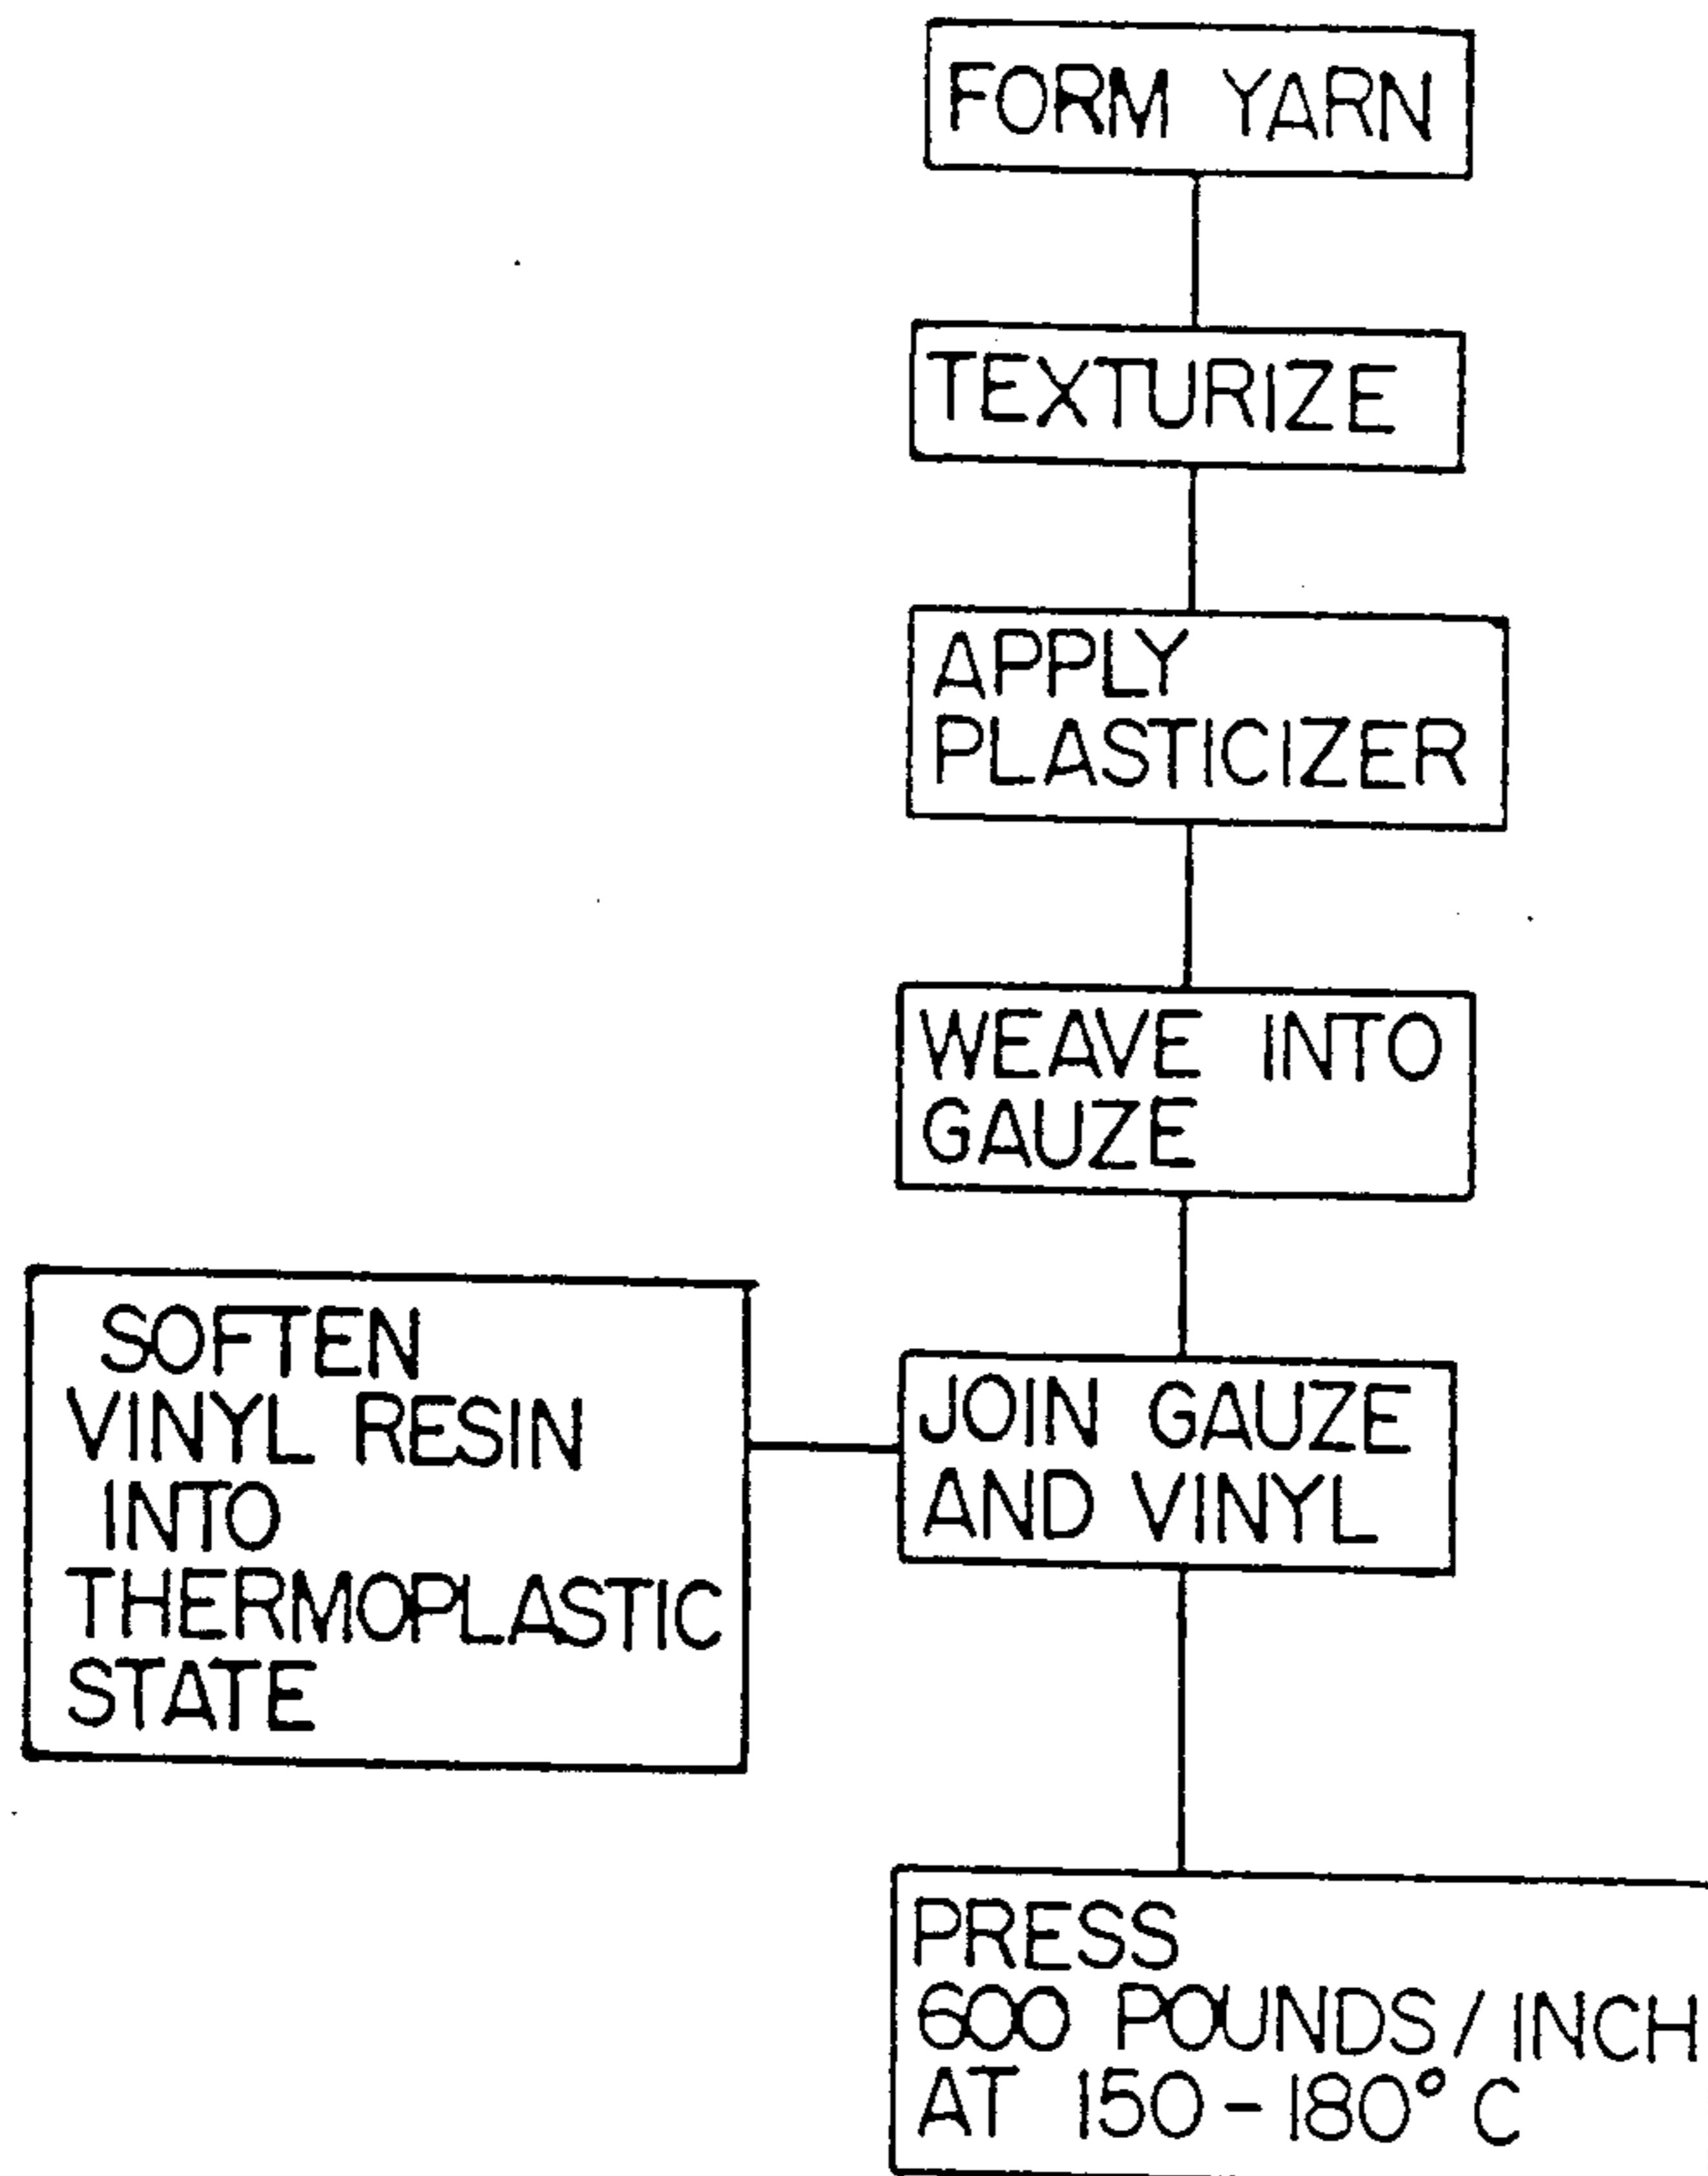 FORM YARN
TEXTURIZE
APPLY
PLASTICIZER
WEAVE INTO
GAUZE
SOFTEN
VINYL RESIN
INTO
THERMOPLASTIC
STATE
JOIN GAUZE
AND VINYL
PRESS
600 POUNDS/INCH
AT 150-180° C